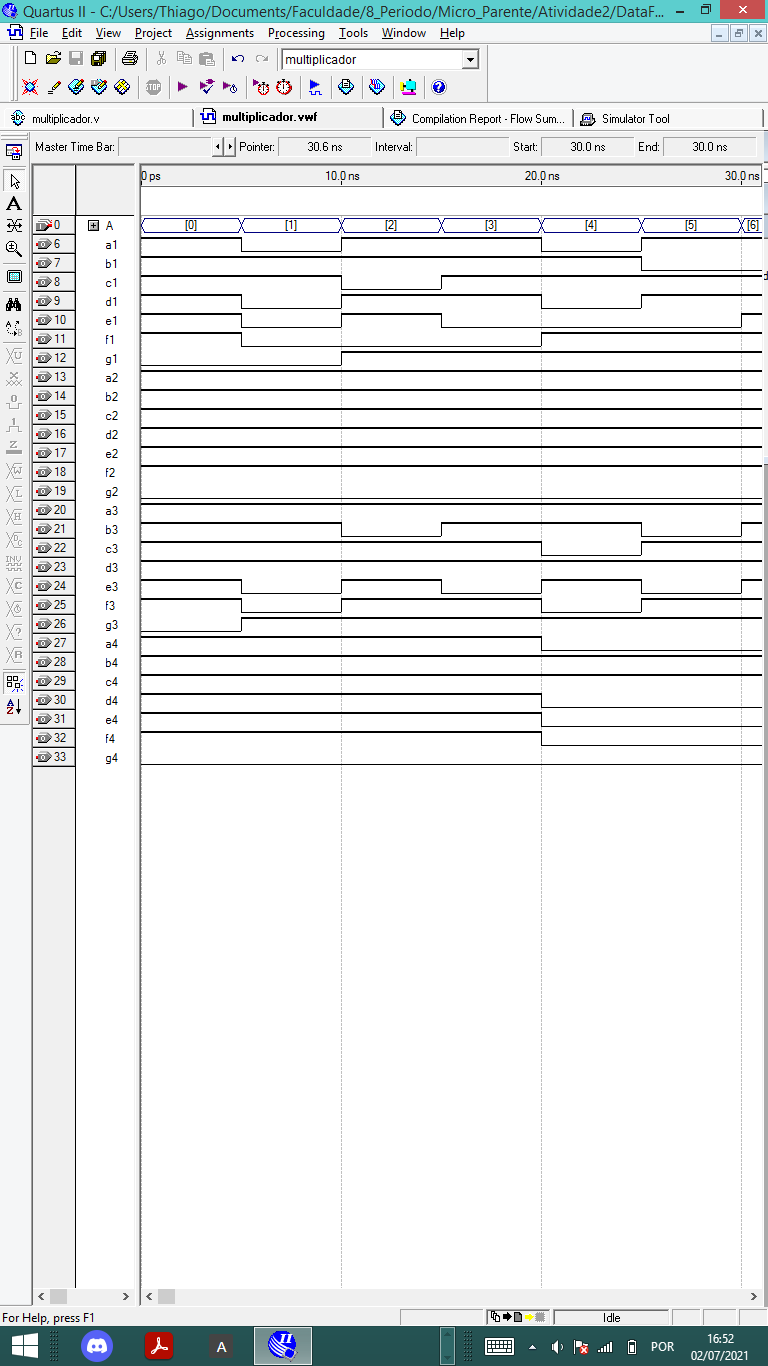 Quartus II - C:/Users/Thiago/Documents/Faculdade/8_Periodo/Micro_Parente/Atividade2/DataF...
File Edit View Project Assignments Processing Tools Window Help
multiplicador
STOP
abc multiplicador.v multiplicador.vwf Compilation Report - Flow Sum... Simulator Tool
Master Time Bar: Pointer: 30.6 ns Interval: Start: 30.0 ns End: 30.0 ns
0 ps 10.0 ns 20.0 ns 30.0 ns
0 A [0] [1] [2] [3] [4] [5] [6]
6 a1
7 b1
8 c1
9 d1
10 e1
11 f1
12 g1
13 a2
14 b2
15 c2
16 d2
17 e2
18 f2
19 g2
20 a3
21 b3
22 c3
23 d3
24 e3
25 f3
26 g3
27 a4
28 b4
29 c4
30 d4
31 e4
32 f4
33 g4
For Help, press F1 Idle
POR
16:52
02/07/2021